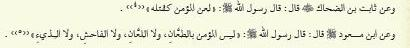 وعن ثابت بن الضحاك ﷺ قال: قال رسول الله ﷺ: «لعن المؤمن كقتله»(٤).
وعن ابن مسعود ﷺ قال: قال رسول الله ﷺ: «ليس المؤمن بالطعَّان، ولا اللعَّان، ولا الفاحش، ولا البذيء»(٥).